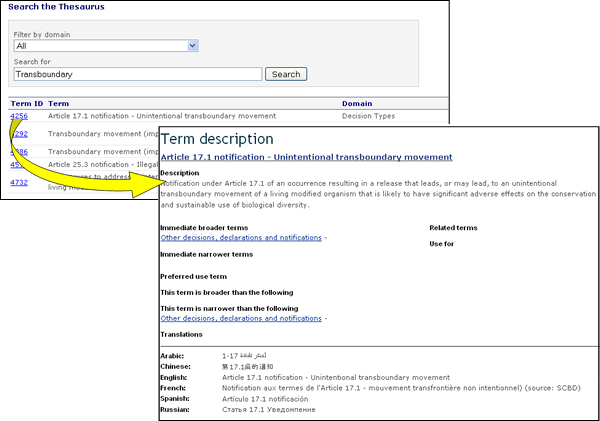 Search the Thesaurus
Filter by domain
All
Search for
Transboundary
Search
Term ID Term Domain
4256 Article 17.1 notification - Unintentional transboundary movement Decision Types
4292 Transboundary movement (imp
4386 Transboundary movement (imp
Article 25.3 notification - Illegal
4732
living mod
Term description
Article 17.1 notification - Unintentional transboundary movement
Description
Notification under Article 17.1 of an occurrence resulting in a release that leads, or may lead, to an unintentional
transboundary movement of a living modified organism that is likely to have significant adverse effects on the conservation
and sustainable use of biological diversity.
Immediate broader terms Related terms
Other decisions, declarations and notifications -
Use for
Immediate narrower terms
Preferred use term
This term is broader than the following
This term is narrower than the following
Other decisions, declarations and notifications -
Translations
Arabic: 1-17
Chinese: 第17.1条的通知
English: Article 17.1 notification - Unintentional transboundary movement
French: Notification aux termes de l'Article 17.1 - mouvement transfrontière non intentionnel) (source: SCBD)
Spanish: Artículo 17.1 notificación
Russian: Статья 17.1 Уведомление